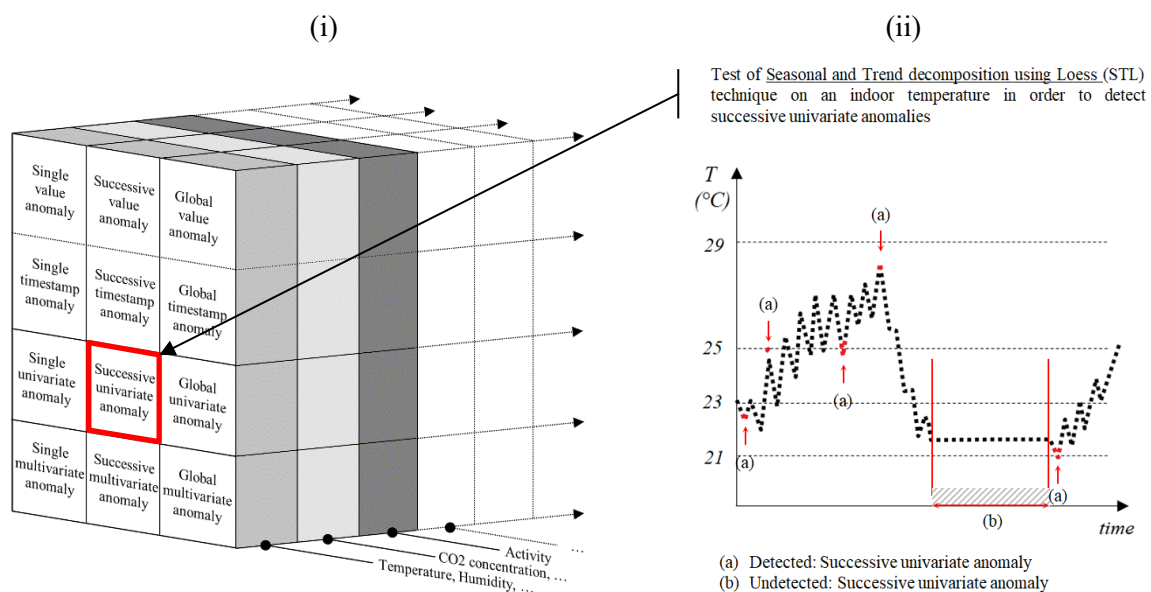 (i)
(ii)
Test of Seasonal and Trend decomposition using Loess (STL)
technique on an indoor temperature in order to detect
successive univariate anomalies
Single
value
anomaly
Successive
value
anomaly
Global
value
anomaly
Single
timestamp
anomaly
Successive
timestamp
anomaly
Global
timestamp
anomaly
Single
univariate
anomaly
Successive
univariate
anomaly
Global
univariate
anomaly
Single
multivariate
anomaly
Successive
multivariate
anomaly
Global
multivariate
anomaly
Activity
...
CO2 concentration, ...
Temperature, Humidity, ...
T
(°C)
29
25
23
21
(a)
(a)
(a)
(a)
(a)
(b)
time
(a) Detected: Successive univariate anomaly
(b) Undetected: Successive univariate anomaly